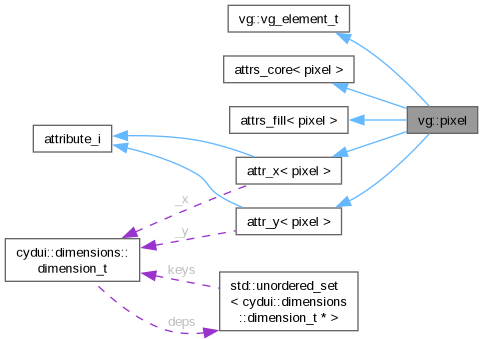 vg::vg_element_t
attrs_core< pixel >
attrs_fill< pixel >
vg::pixel
attribute_i
attr_x< pixel >
_x
attr_y< pixel >
_y
cydui::dimensions::
dimension_t
keys
std::unordered_set
< cydui::dimensions
::dimension_t * >
deps